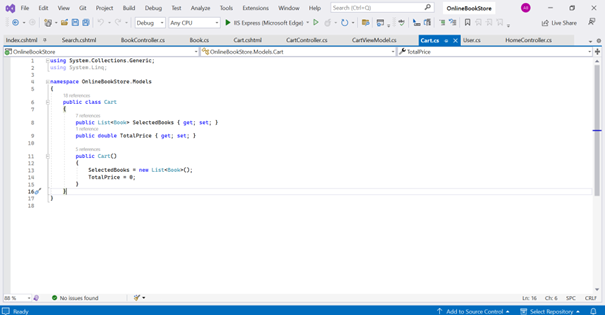 File Edit View Git Project Build Debug Test Analyze Tools Extensions Window Help Search (Ctrl+Q) OnlineBookStore
Debug Any CPU IIS Express (Microsoft Edge) Live Share
Index.cshtml Search.cshtml BookController.cs Book.cs Cart.cshtml CartController.cs CartViewModel.cs Cart.cs User.cs HomeController.cs
OnlineBookStore OnlineBookStore.Models.Cart TotalPrice
1 using System.Collections.Generic;
2 using System.Linq;
3
4 namespace OnlineBookStore.Models
5 {
18 references
6 public class Cart
7 {
7 references
8 public List<Book> SelectedBooks { get; set; }
1 reference
9 public double TotalPrice { get; set; }
10
5 references
11 public Cart()
12 {
13 SelectedBooks = new List<Book>();
14 TotalPrice = 0;
15 }
16 }
17 }
18
88 % No issues found Ln: 16 Ch: 6 SPC CRLF
Ready Add to Source Control Select Repository